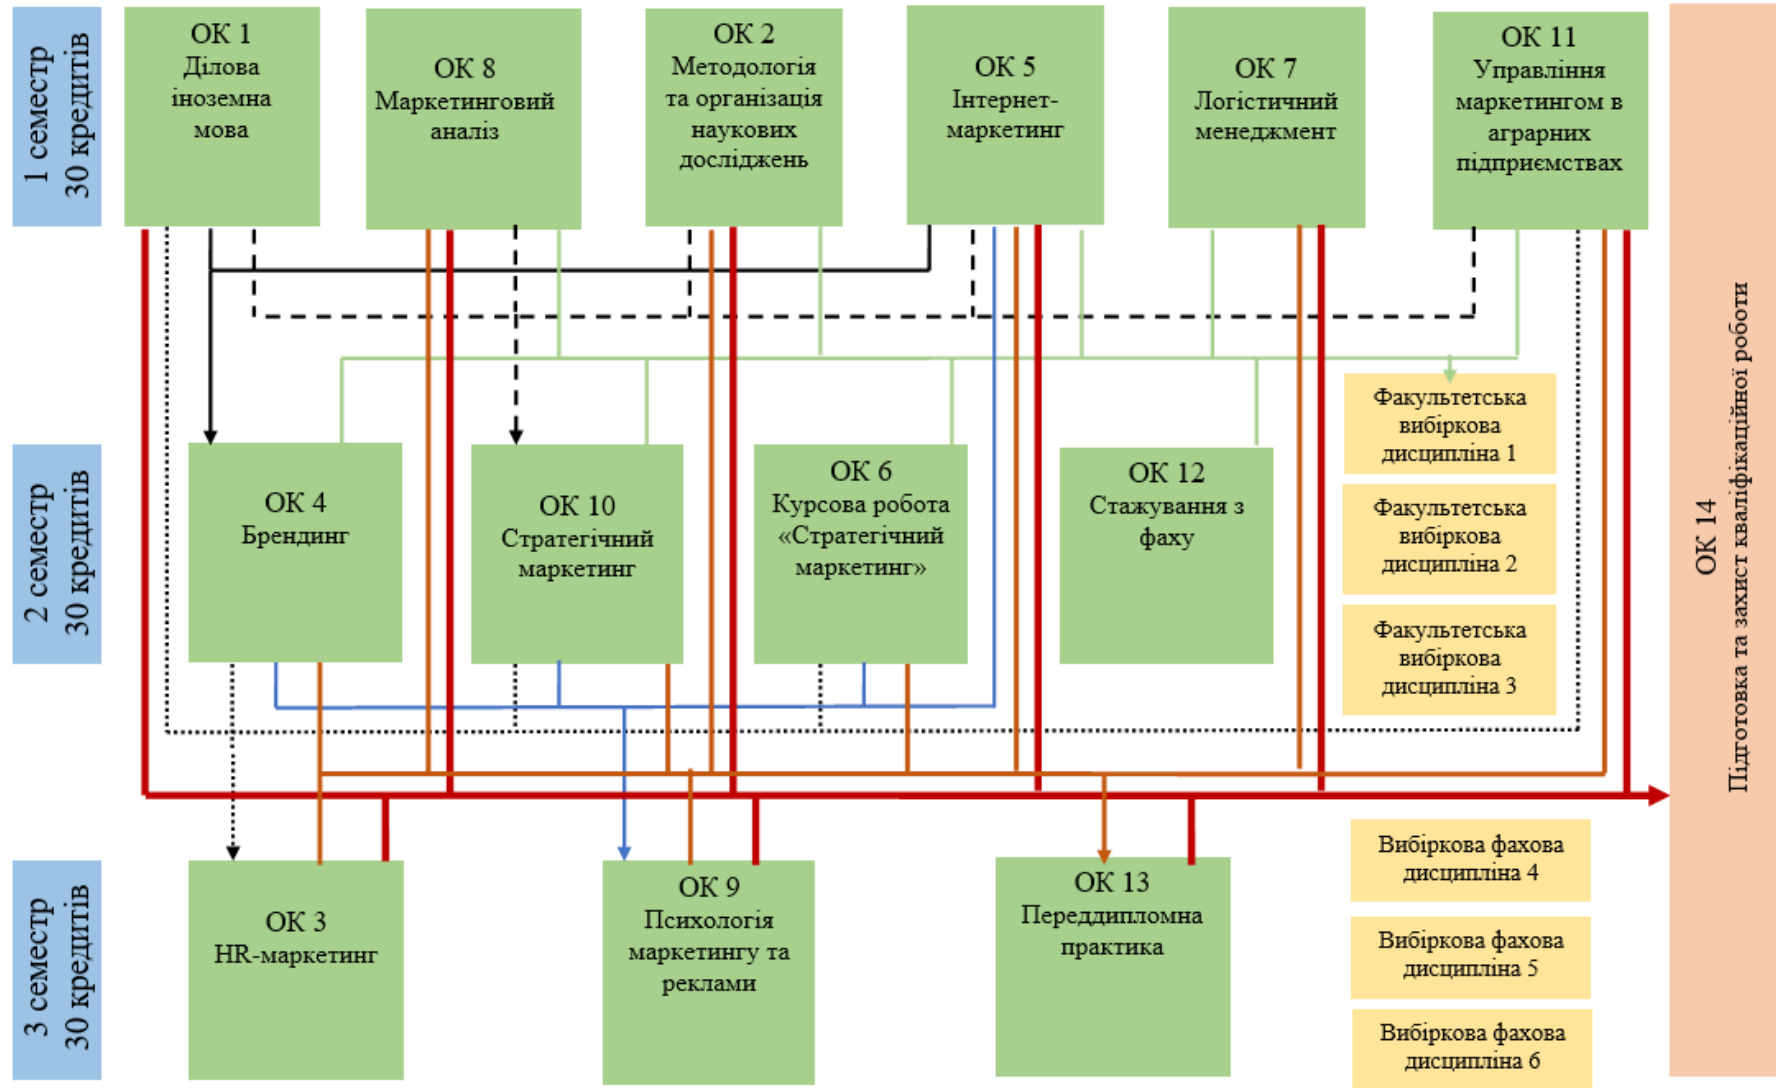 1 семестр
30 кредитів
ОК 1
Ділова
іноземна
мова
ОК 8
Маркетинговий
аналіз
ОК 2
Методологія
та організація
наукових
досліджень
ОК 5
Інтернет-
маркетинг
ОК 7
Логістичний
менеджмент
ОК 11
Управління
маркетингом в
аграрних
підприємствах
2 семестр
30 кредитів
ОК 4
Брендинг
ОК 10
Стратегічний
маркетинг
ОК 6
Курсова робота
«Стратегічний
маркетинг»
ОК 12
Стажування з
фаху
Факультетська
вибіркова
дисципліна 1
Факультетська
вибіркова
дисципліна 2
Факультетська
вибіркова
дисципліна 3
3 семестр
30 кредитів
ОК 3
HR-маркетинг
ОК 9
Психологія
маркетингу та
реклами
ОК 13
Переддипломна
практика
Вибіркова фахова
дисципліна 4
Вибіркова фахова
дисципліна 5
Вибіркова фахова
дисципліна 6
ОК 14
Підготовка та захист кваліфікаційної роботи